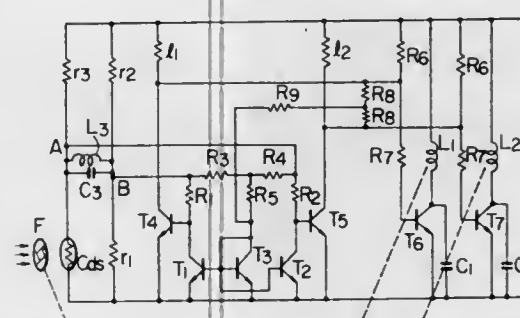 r3 r2 l1 l2 R6 R6
R9 R8
R8
A L3 R7 L1 R7 L2
C3 B R3 R4
R R5 R2
F T4 T5
T6 T7
Cds r1 T1 T3 T2 C1 C